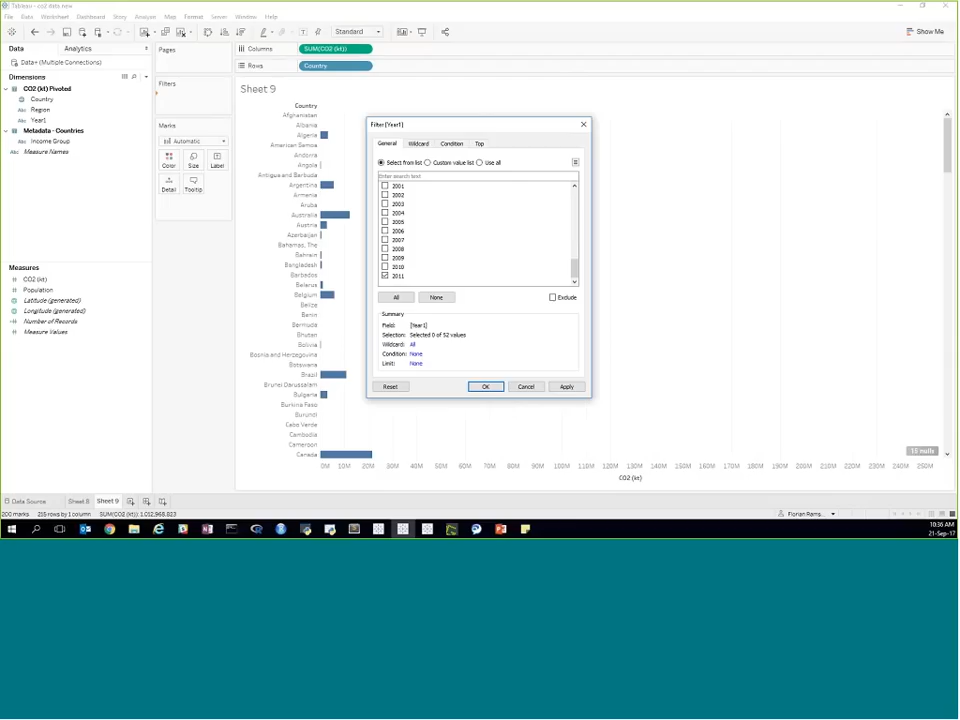 Tableau - co2 data new
File Data Worksheet Dashboard Story Analysis Map Format Server Window Help
Standard
Show Me
Data Analytics
Data+ (Multiple Connections)
Dimensions
CO2 (kt) Pivoted
Country
Abc Region
Abc Year1
Metadata - Countries
Abc Income Group
Abc Measure Names
Measures
# CO2 (kt)
# Population
Latitude (generated)
Longitude (generated)
Number of Records
# Measure Values
Pages
Filters
Marks
Automatic
Color Size Label
Detail Tooltip
Columns SUM(CO2 (kt))
Rows Country
Sheet 9
Country
Afghanistan
Albania
Algeria
American Samoa
Andorra
Angola
Antigua and Barbuda
Argentina
Armenia
Aruba
Australia
Austria
Azerbaijan
Bahamas, The
Bahrain
Bangladesh
Barbados
Belarus
Belgium
Belize
Benin
Bermuda
Bhutan
Bolivia
Bosnia and Herzegovina
Botswana
Brazil
Brunei Darussalam
Bulgaria
Burkina Faso
Burundi
Cabo Verde
Cambodia
Cameroon
Canada
0M 10M 20M 30M 40M 50M 60M 70M 80M 90M 100M 110M 120M 130M 140M 150M 160M 170M 180M 190M 200M 210M 220M 230M 240M 250M
CO2 (kt)
15 nulls
Filter [Year1]
General Wildcard Condition Top
Select from list Custom value list Use all
Enter search text
2001
2002
2003
2004
2005
2006
2007
2008
2009
2010
2011
All None Exclude
Summary
Field: [Year1]
Selection: Selected 0 of 52 values
Wildcard: All
Condition: None
Limit: None
Reset OK Cancel Apply
Data Source Sheet 8 Sheet 9
200 marks 215 rows by 1 column SUM(CO2 (kt)): 1,012,968,823
Florian Rams...
10:36 AM
21-Sep-17